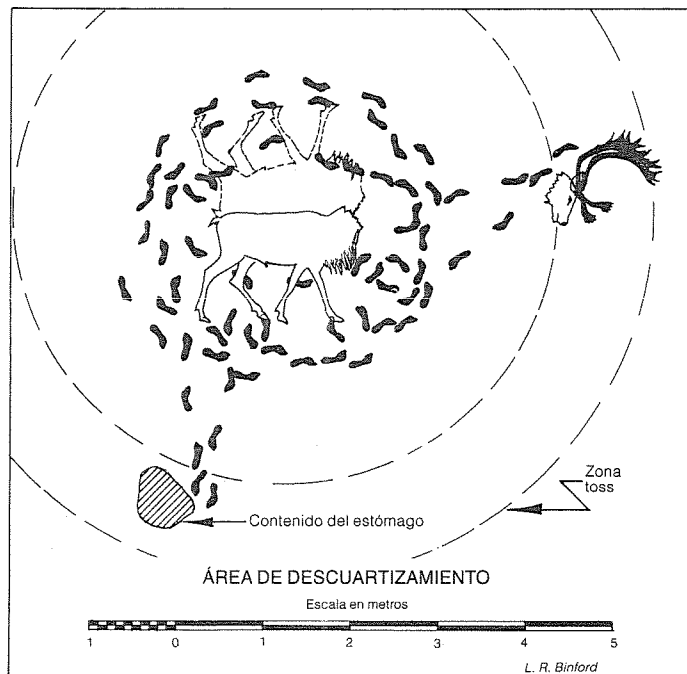 Zona
toss
Contenido del estómago
ÁREA DE DESCUARTIZAMIENTO
Escala en metros
1 0 1 2 3 4 5
L. R. Binford